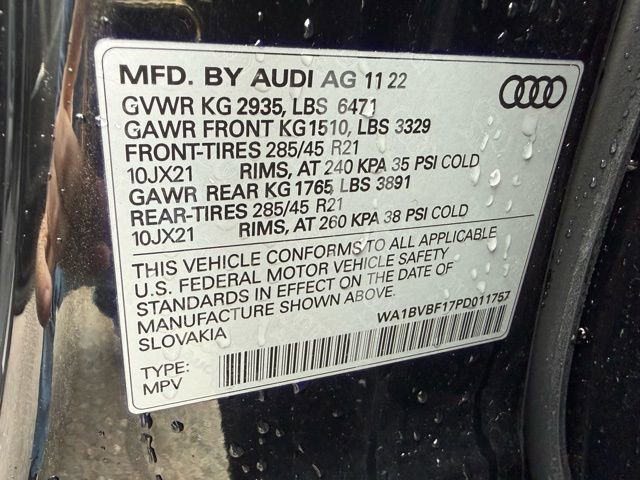 MFD. BY AUDI AG 11 22
GVWR KG 2935, LBS 6471
GAWR FRONT KG1510, LBS 3329
FRONT-TIRES 285/45 R21
10JX21 RIMS, AT 240 KPA 35 PSI COLD
GAWR REAR KG 1765, LBS 3891
REAR-TIRES 285/45 R21
10JX21 RIMS, AT 260 KPA 38 PSI COLD
THIS VEHICLE CONFORMS TO ALL APPLICABLE
U.S. FEDERAL MOTOR VEHICLE SAFETY
STANDARDS IN EFFECT ON THE DATE OF
MANUFACTURE SHOWN ABOVE.
SLOVAKIA
WA1BVBF17PD011757
TYPE:
MPV